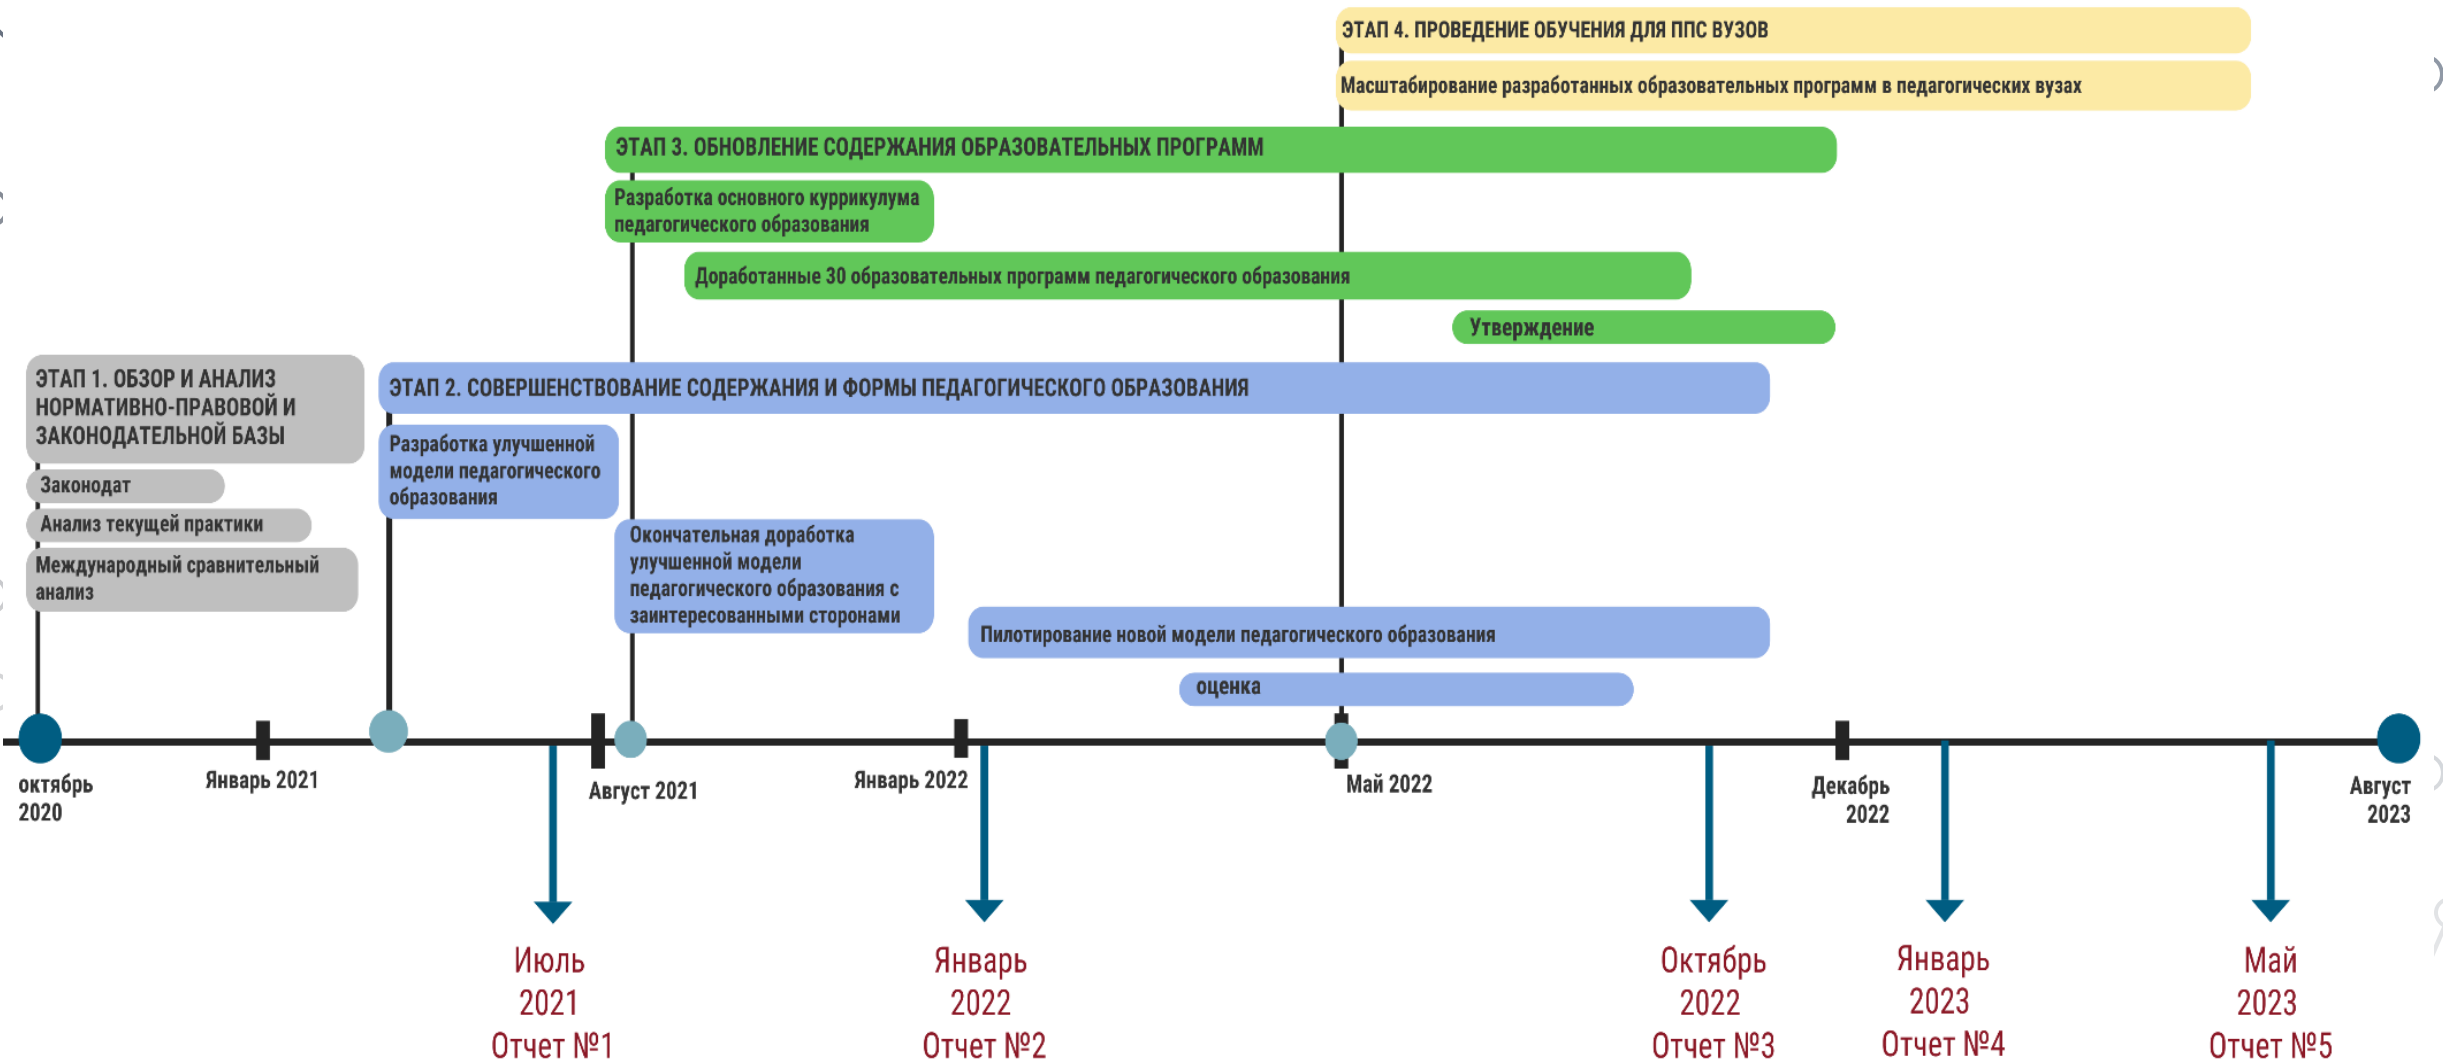 ЭТАП 4. ПРОВЕДЕНИЕ ОБУЧЕНИЯ ДЛЯ ППС ВУЗОВ
Масштабирование разработанных образовательных программ в педагогических вузах
ЭТАП 3. ОБНОВЛЕНИЕ СОДЕРЖАНИЯ ОБРАЗОВАТЕЛЬНЫХ ПРОГРАММ
Разработка основного куррикулума
педагогического образования
Доработанные 30 образовательных программ педагогического образования
Утверждение
ЭТАП 1. ОБЗОР И АНАЛИЗ
НОРМАТИВНО-ПРАВОВОЙ И
ЗАКОНОДАТЕЛЬНОЙ БАЗЫ
Законодат
Анализ текущей практики
Международный сравнительный
анализ
ЭТАП 2. СОВЕРШЕНСТВОВАНИЕ СОДЕРЖАНИЯ И ФОРМЫ ПЕДАГОГИЧЕСКОГО ОБРАЗОВАНИЯ
Разработка улучшенной
модели педагогического
образования
Окончательная доработка
улучшенной модели
педагогического образования с
заинтересованными сторонами
Пилотирование новой модели педагогического образования
оценка
октябрь
2020
Январь 2021
Август 2021
Январь 2022
Май 2022
Декабрь
2022
Август
2023
Июль
2021
Отчет №1
Январь
2022
Отчет №2
Октябрь
2022
Отчет №3
Январь
2023
Отчет №4
Май
2023
Отчет №5